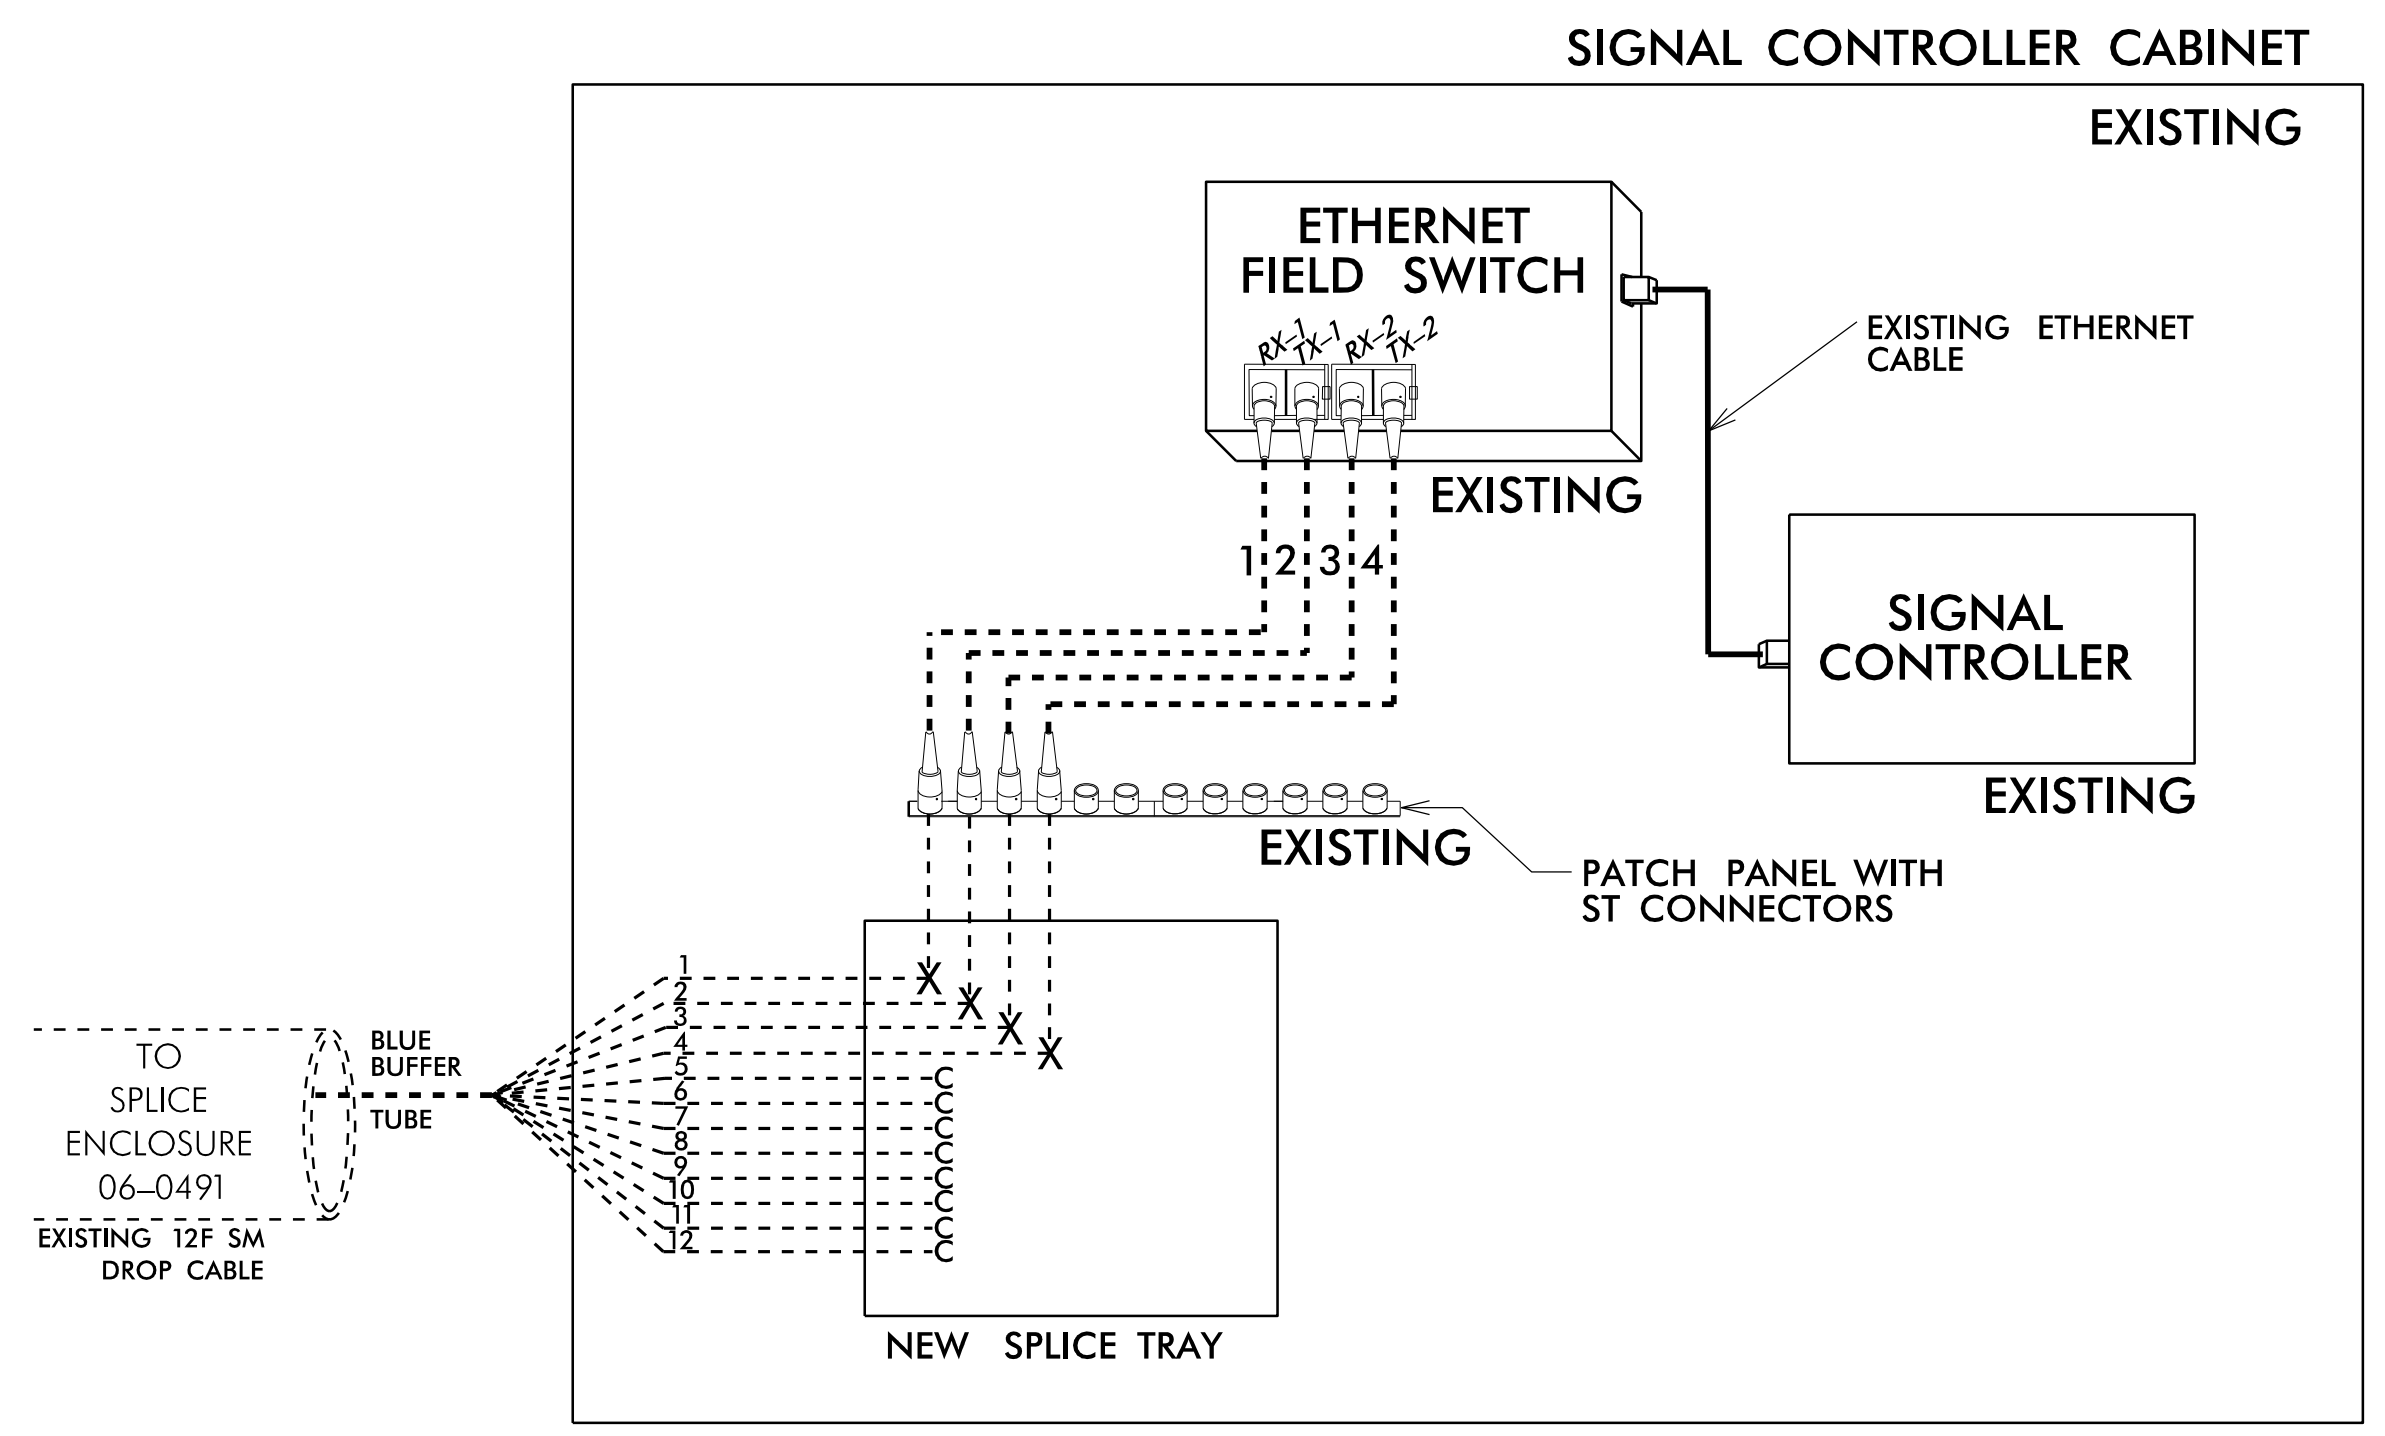 SIGNAL CONTROLLER CABINET
EXISTING
ETHERNET
FIELD SWITCH
RX-1
TX-1
RX-2
TX-2
EXISTING
EXISTING ETHERNET
CABLE
1 2 3 4
SIGNAL
CONTROLLER
EXISTING
EXISTING
PATCH PANEL WITH
ST CONNECTORS
1
2
3
4
5
6
7
8
9
10
11
12
X
X
X
X
C
C
C
C
C
C
C
C
BLUE
BUFFER
TUBE
TO
SPLICE
ENCLOSURE
06-0491
EXISTING 12F SM
DROP CABLE
NEW SPLICE TRAY